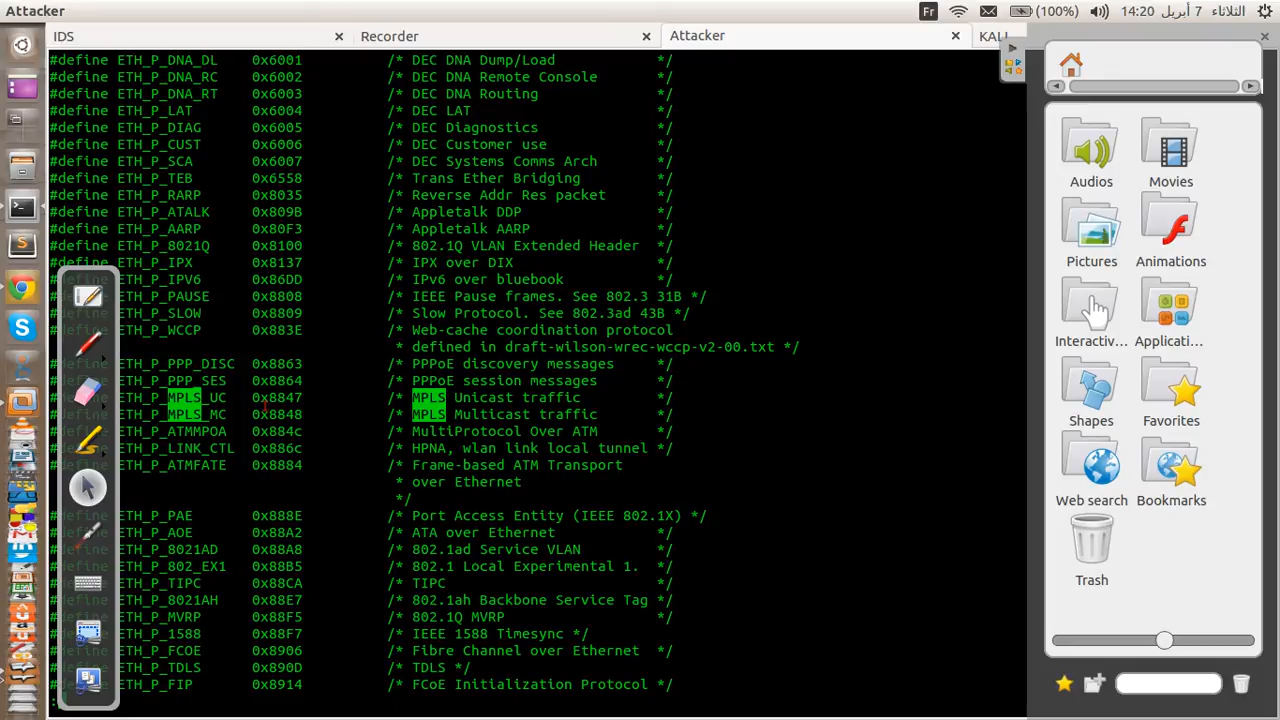 Attacker
Fr
(100%)
14:20 الثلاثاء 7 أبريل
IDS
Recorder
Attacker
KALI
#define ETH_P_DNA_DL 0x6001 /* DEC DNA Dump/Load */
#define ETH_P_DNA_RC 0x6002 /* DEC DNA Remote Console */
#define ETH_P_DNA_RT 0x6003 /* DEC DNA Routing */
#define ETH_P_LAT 0x6004 /* DEC LAT */
#define ETH_P_DIAG 0x6005 /* DEC Diagnostics */
#define ETH_P_CUST 0x6006 /* DEC Customer use */
#define ETH_P_SCA 0x6007 /* DEC Systems Comms Arch */
#define ETH_P_TEB 0x6558 /* Trans Ether Bridging */
#define ETH_P_RARP 0x8035 /* Reverse Addr Res packet */
#define ETH_P_ATALK 0x809B /* Appletalk DDP */
#define ETH_P_AARP 0x80F3 /* Appletalk AARP */
#define ETH_P_8021Q 0x8100 /* 802.1Q VLAN Extended Header */
#define ETH_P_IPX 0x8137 /* IPX over DIX */
ETH_P_IPV6 0x86DD /* IPv6 over bluebook */
ETH_P_PAUSE 0x8808 /* IEEE Pause frames. See 802.3 31B */
ETH_P_SLOW 0x8809 /* Slow Protocol. See 802.3ad 43B */
ETH_P_WCCP 0x883E /* Web-cache coordination protocol
* defined in draft-wilson-wrec-wccp-v2-00.txt */
ETH_P_PPP_DISC 0x8863 /* PPPoE discovery messages */
ETH_P_PPP_SES 0x8864 /* PPPoE session messages */
ETH_P_MPLS_UC 0x8847 /* MPLS Unicast traffic */
ETH_P_MPLS_MC 0x8848 /* MPLS Multicast traffic */
ETH_P_ATMMPOA 0x884c /* MultiProtocol Over ATM */
ETH_P_LINK_CTL 0x886c /* HPNA, wlan link local tunnel */
ETH_P_ATMFATE 0x8884 /* Frame-based ATM Transport
* over Ethernet
*/
ETH_P_PAE 0x888E /* Port Access Entity (IEEE 802.1X) */
ETH_P_AOE 0x88A2 /* ATA over Ethernet */
ETH_P_8021AD 0x88A8 /* 802.1ad Service VLAN */
ETH_P_802_EX1 0x88B5 /* 802.1 Local Experimental 1. */
ETH_P_TIPC 0x88CA /* TIPC */
ETH_P_8021AH 0x88E7 /* 802.1ah Backbone Service Tag */
ETH_P_MVRP 0x88F5 /* 802.1Q MVRP */
ETH_P_1588 0x88F7 /* IEEE 1588 Timesync */
ETH_P_FCOE 0x8906 /* Fibre Channel over Ethernet */
ETH_P_TDLS 0x890D /* TDLS */
ETH_P_FIP 0x8914 /* FCoE Initialization Protocol */
:
Audios
Movies
Pictures
Animations
Interactiv...
Applicati...
Shapes
Favorites
Web search
Bookmarks
Trash